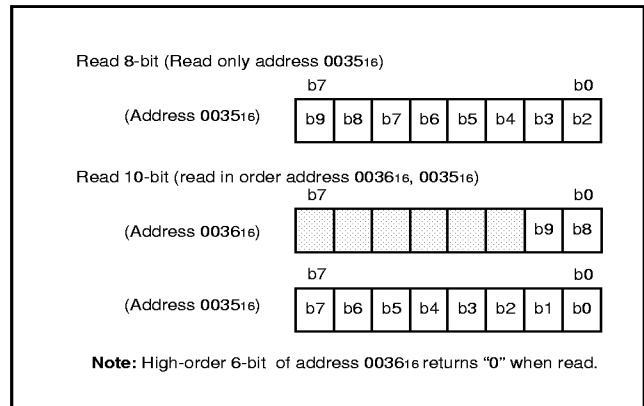 Read 8-bit (Read only address 003516)
b7 b0
(Address 003516) b9 b8 b7 b6 b5 b4 b3 b2
Read 10-bit (read in order address 003616, 003516)
b7 b0
(Address 003616) b9 b8
b7 b0
(Address 003516) b7 b6 b5 b4 b3 b2 b1 b0
Note: High-order 6-bit of address 003616 returns “0” when read.